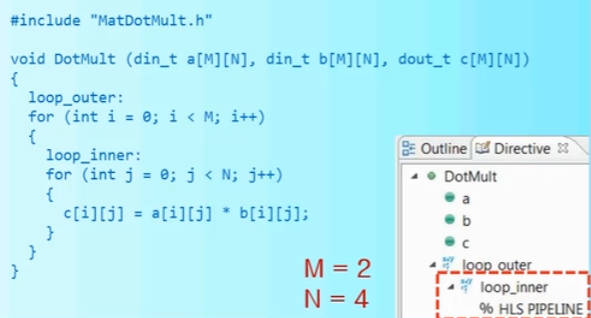 #include "MatDotMult.h"
void DotMult (din_t a[M][N], din_t b[M][N], dout_t c[M][N])
{
loop_outer:
for (int i = 0; i < M; i++)
{
loop_inner:
for (int j = 0; j < N; j++)
{
c[i][j] = a[i][j] * b[i][j];
}
}
}
M = 2
N = 4
Outline Directive
DotMult
a
b
c
loop_outer
loop_inner
% HLS PIPELINE